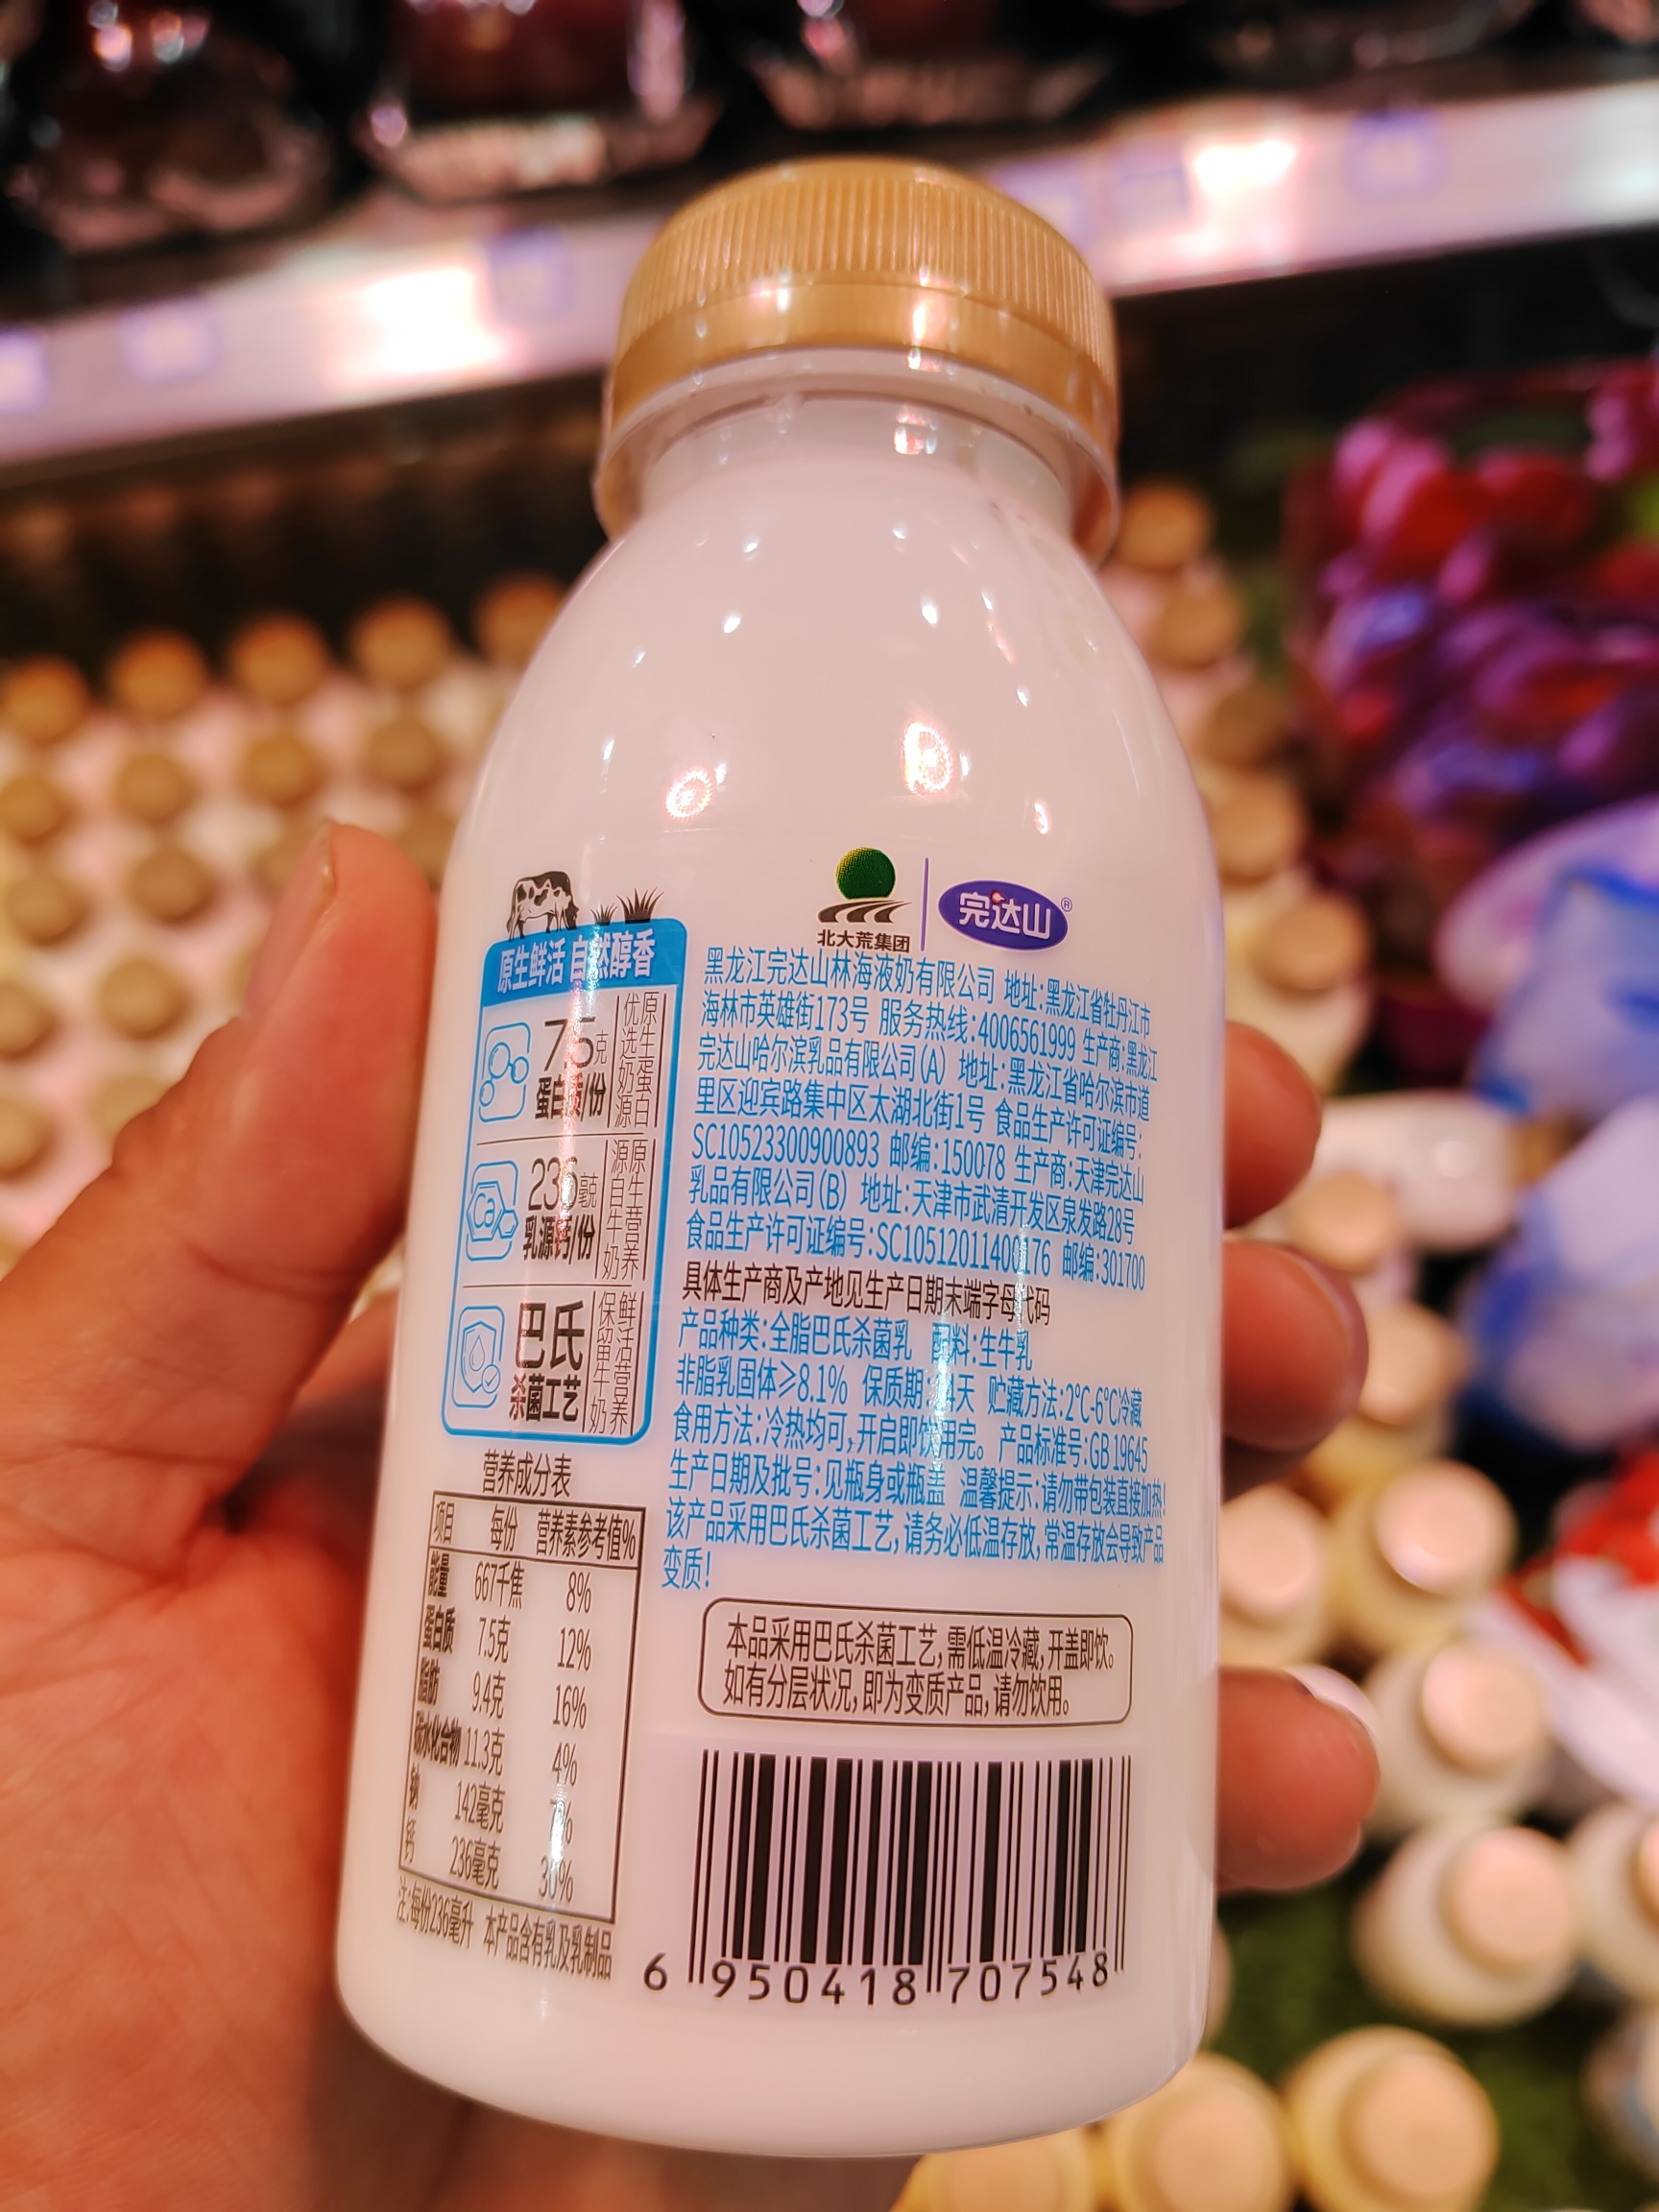 北大荒集团
完达山®
原生鲜活 自然醇香
7.5克
蛋白质/份
优选奶源
原生蛋白
236毫克
乳源钙/份
源自牛奶
原生营养
巴氏
杀菌工艺
保留牛奶
鲜活营养
黑龙江完达山林海液奶有限公司 地址:黑龙江省牡丹江市
海林市英雄街173号 服务热线:4006561999 生产商:黑龙江
完达山哈尔滨乳品有限公司(A) 地址:黑龙江省哈尔滨市道
里区迎宾路集中区太湖北街1号 食品生产许可证编号:
SC10523300900893 邮编:150078 生产商:天津完达山
乳品有限公司(B) 地址:天津市武清开发区泉发路28号
食品生产许可证编号:SC10512011400176 邮编:301700
具体生产商及产地见生产日期末端字母代码
产品种类:全脂巴氏杀菌乳 配料:生牛乳
非脂乳固体≥8.1% 保质期: 天 贮藏方法:2℃-6℃冷藏
食用方法:冷热均可,开启即饮用完。 产品标准号:GB 19645
生产日期及批号:见瓶身或瓶盖 温馨提示:请勿带包装直接加热!
该产品采用巴氏杀菌工艺,请务必低温存放,常温存放会导致产品
变质!
营养成分表
项目 每份 营养素参考值%
能量 667千焦 8%
蛋白质 7.5克 12%
脂肪 9.4克 16%
碳水化合物 11.3克 4%
钠 142毫克 7%
钙 236毫克 30%
注:每份236毫升 本产品含有乳及乳制品
本品采用巴氏杀菌工艺,需低温冷藏,开盖即饮。
如有分层状况,即为变质产品,请勿饮用。
6 950418 707548